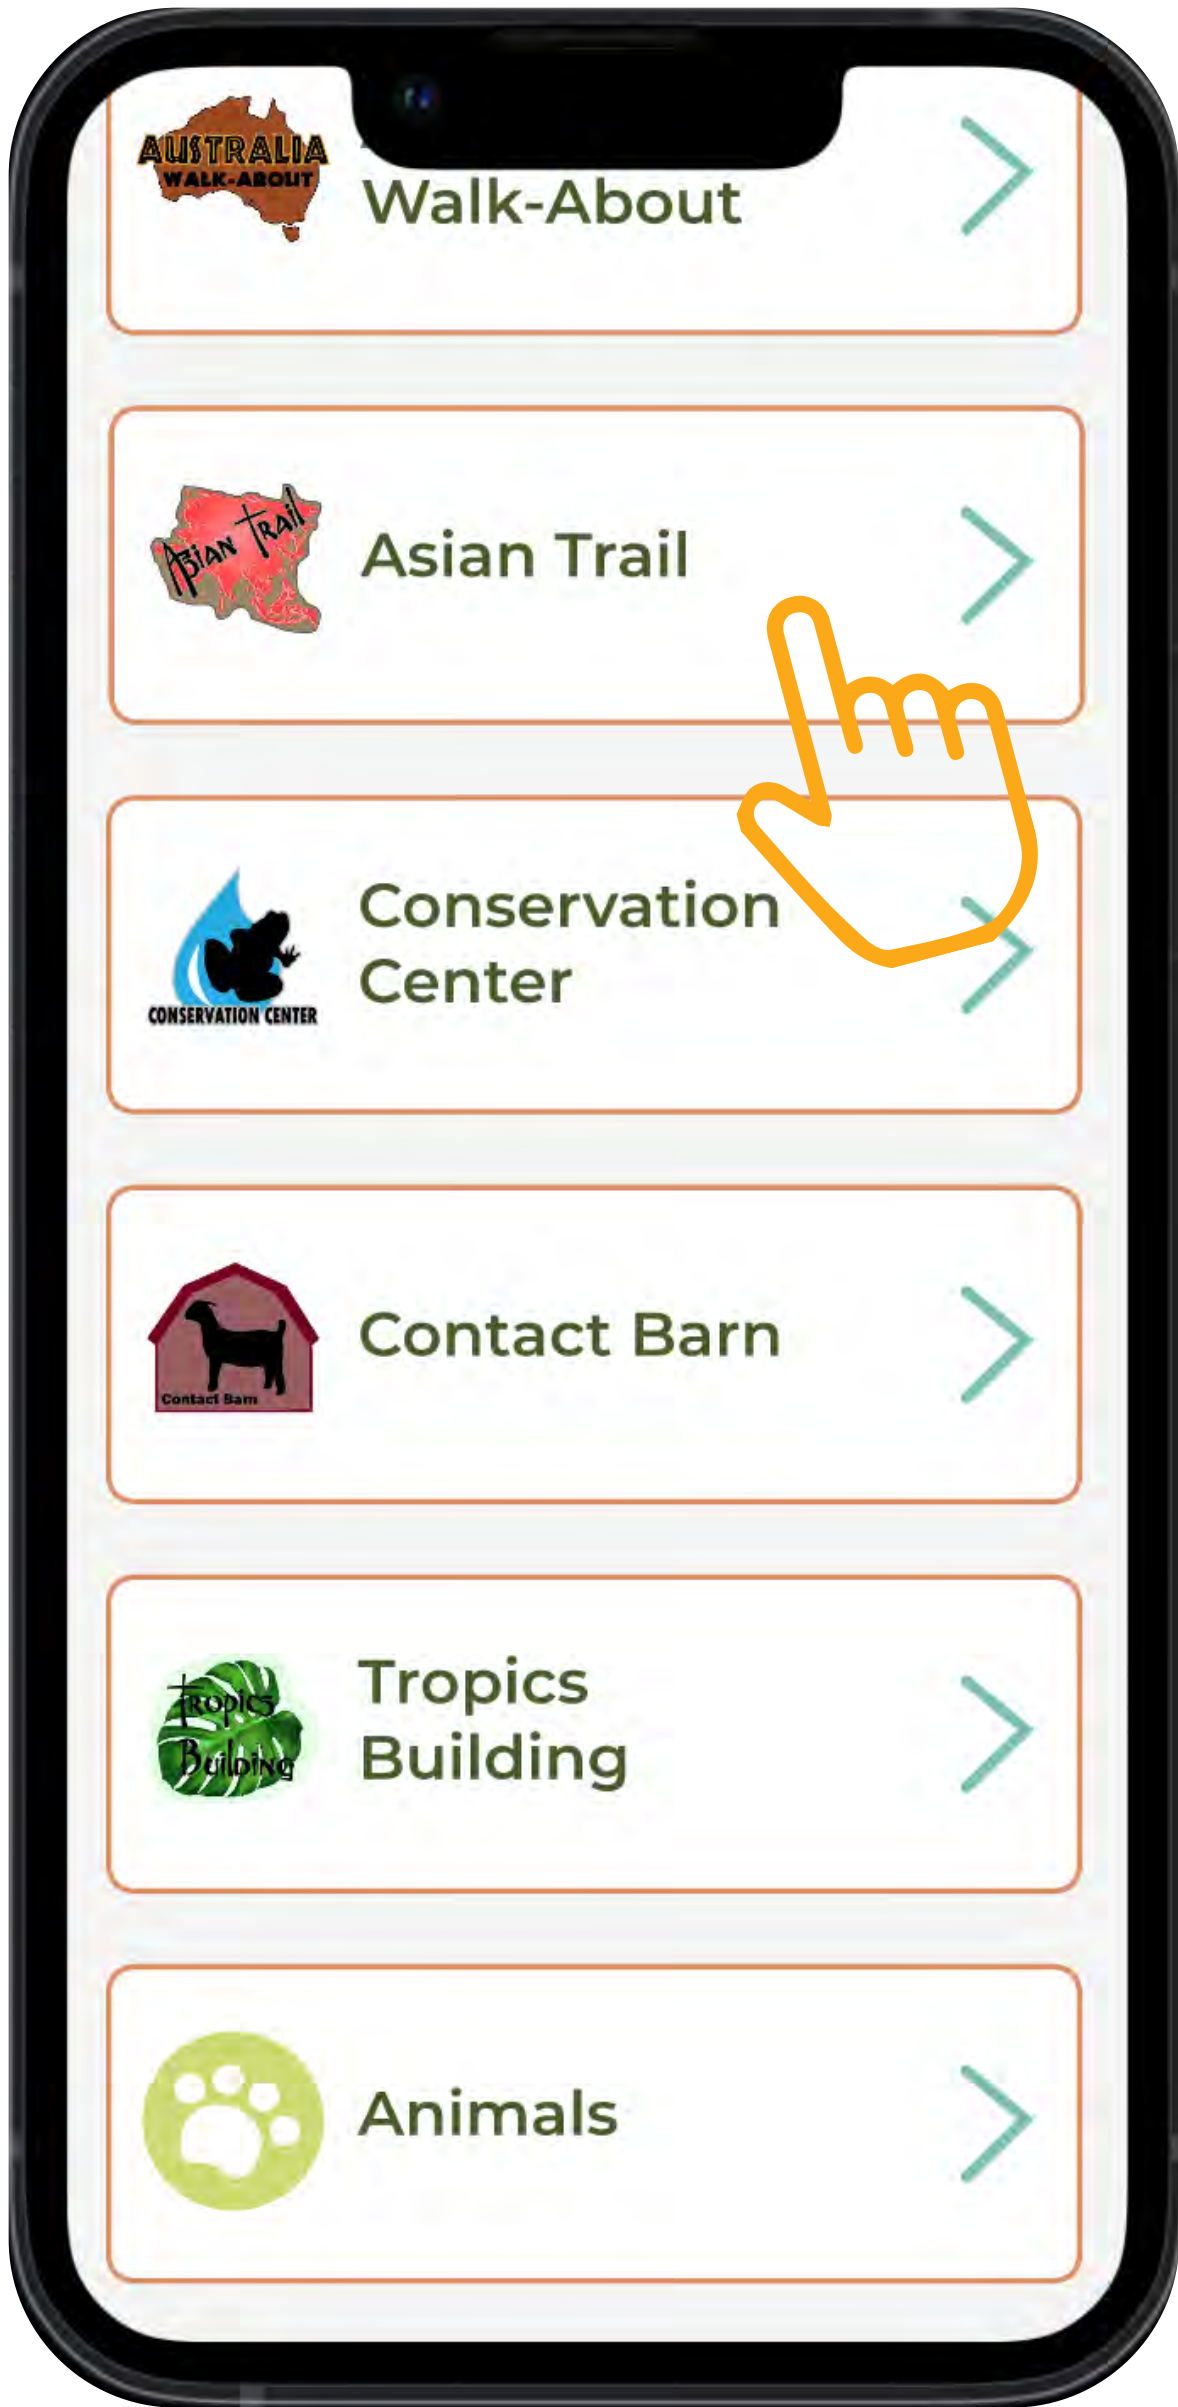 AUSTRALIA
WALK-ABOUT
Walk-About
ASIAN TRAIL
Asian Trail
Conservation
Center
CONSERVATION CENTER
Contact Barn
Contact Barn
Tropics
Building
Tropics
Building
Animals